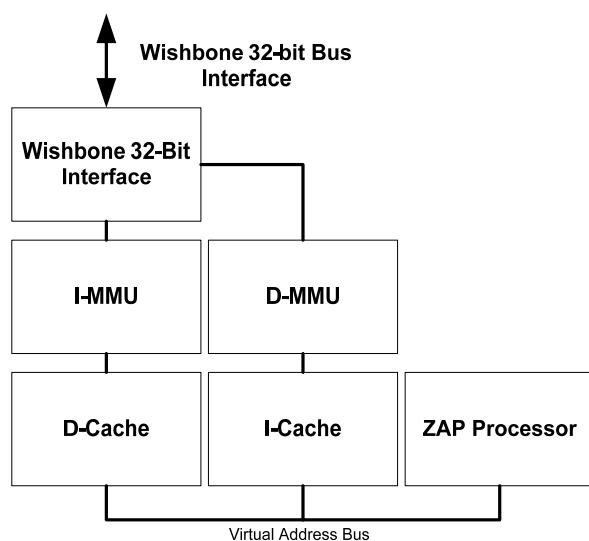 Wishbone 32-bit Bus
Interface
Wishbone 32-Bit
Interface
I-MMU
D-MMU
D-Cache
I-Cache
ZAP Processor
Virtual Address Bus